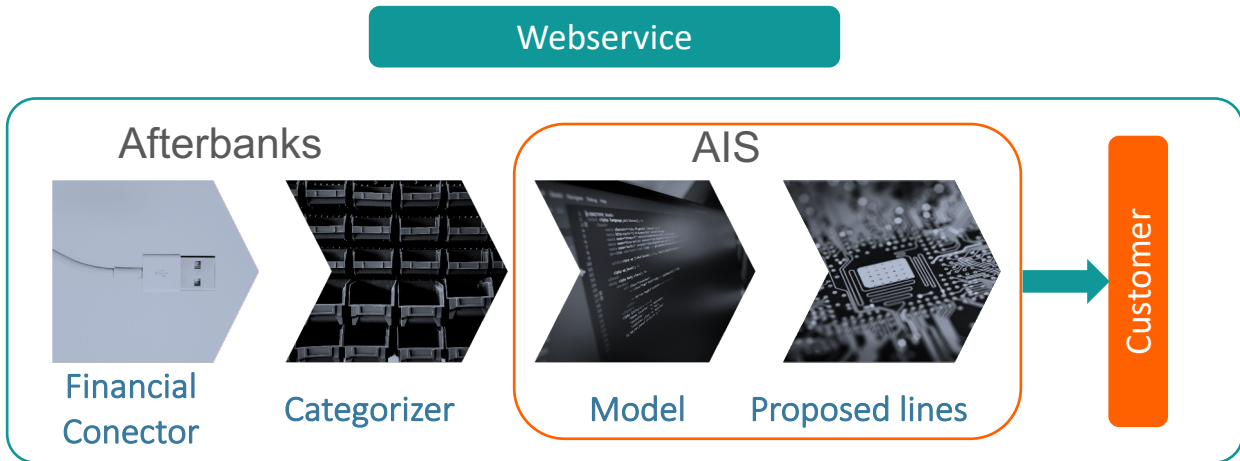 Webservice
Afterbanks
AIS
Financial
Conector
Categorizer
Model
Proposed lines
Customer